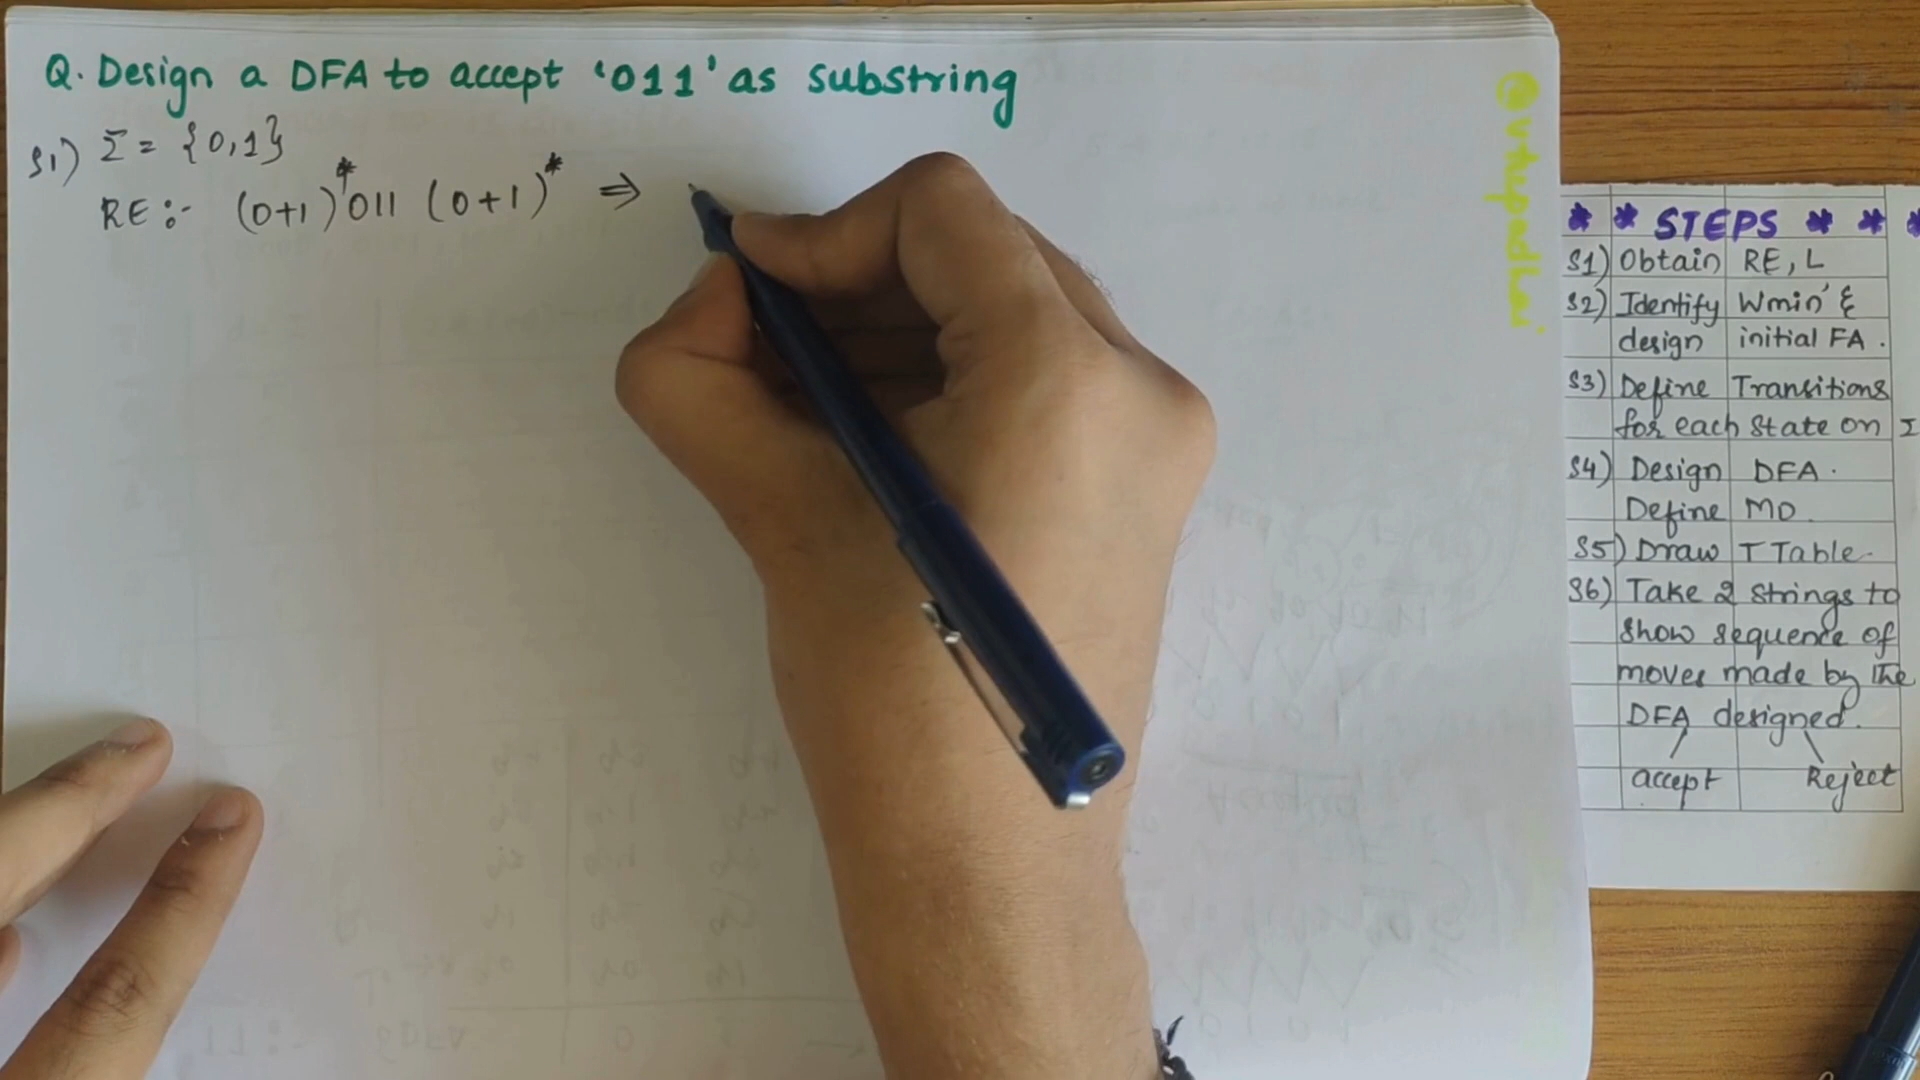 Q. Design a DFA to accept '011' as substring
S1) Σ = {0,1}
RE :- (0+1)*011 (0+1)* ⇒
@vtupadhai
* * STEPS * * *
S1) Obtain RE, L
S2) Identify Wmin' &
design initial FA.
S3) Define Transitions
for each State on I
S4) Design DFA.
Define MD.
S5) Draw T Table.
S6) Take 2 Strings to
show sequence of
moves made by the
DFA designed.
accept Reject